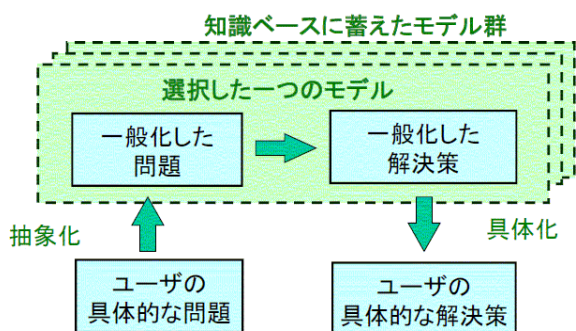 知識ベースに蓄えたモデル群
選択した一つのモデル
一般化した
問題
一般化した
解決策
抽象化
具体化
ユーザの
具体的な問題
ユーザの
具体的な解決策